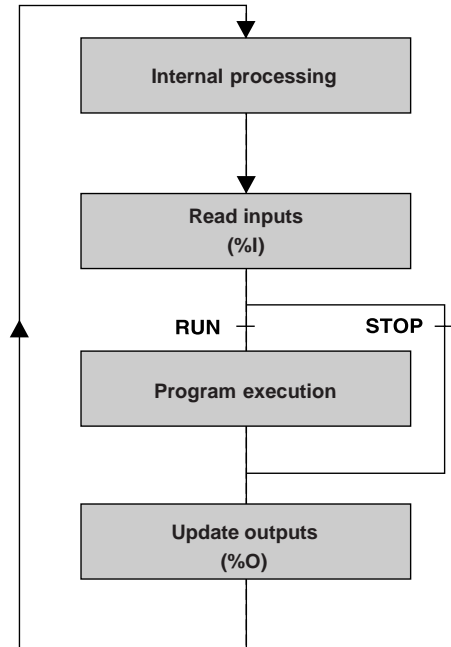 Internal processing
Read inputs
(%I)
RUN
STOP
Program execution
Update outputs
(%O)